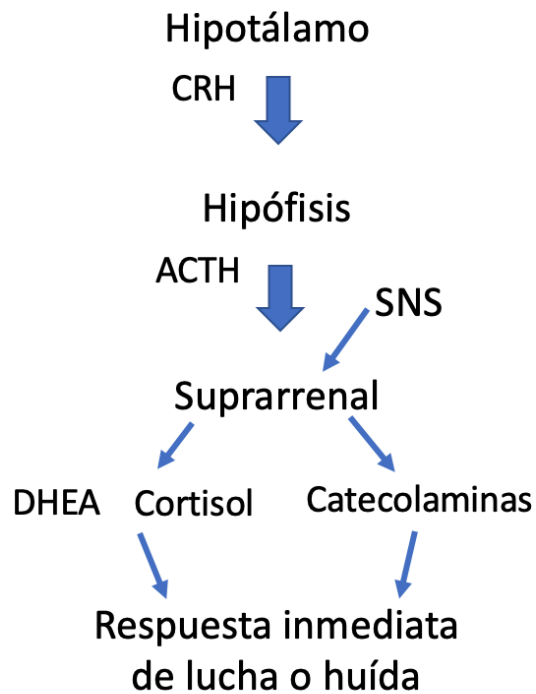 Hipotálamo
CRH
Hipófisis
ACTH
SNS
Suprarrenal
DHEA Cortisol Catecolaminas
Respuesta inmediata
de lucha o huída